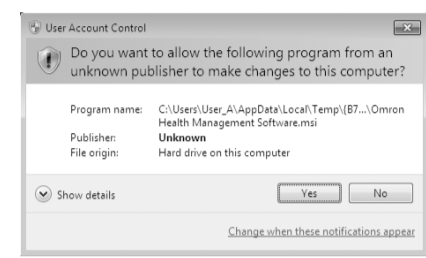 User Account Control
Do you want to allow the following program from an
unknown publisher to make changes to this computer?
Program name: C:\Users\User_A\AppData\Local\Temp\{B7...\Omron
Health Management Software.msi
Publisher: Unknown
File origin: Hard drive on this computer
Show details Yes No
Change when these notifications appear